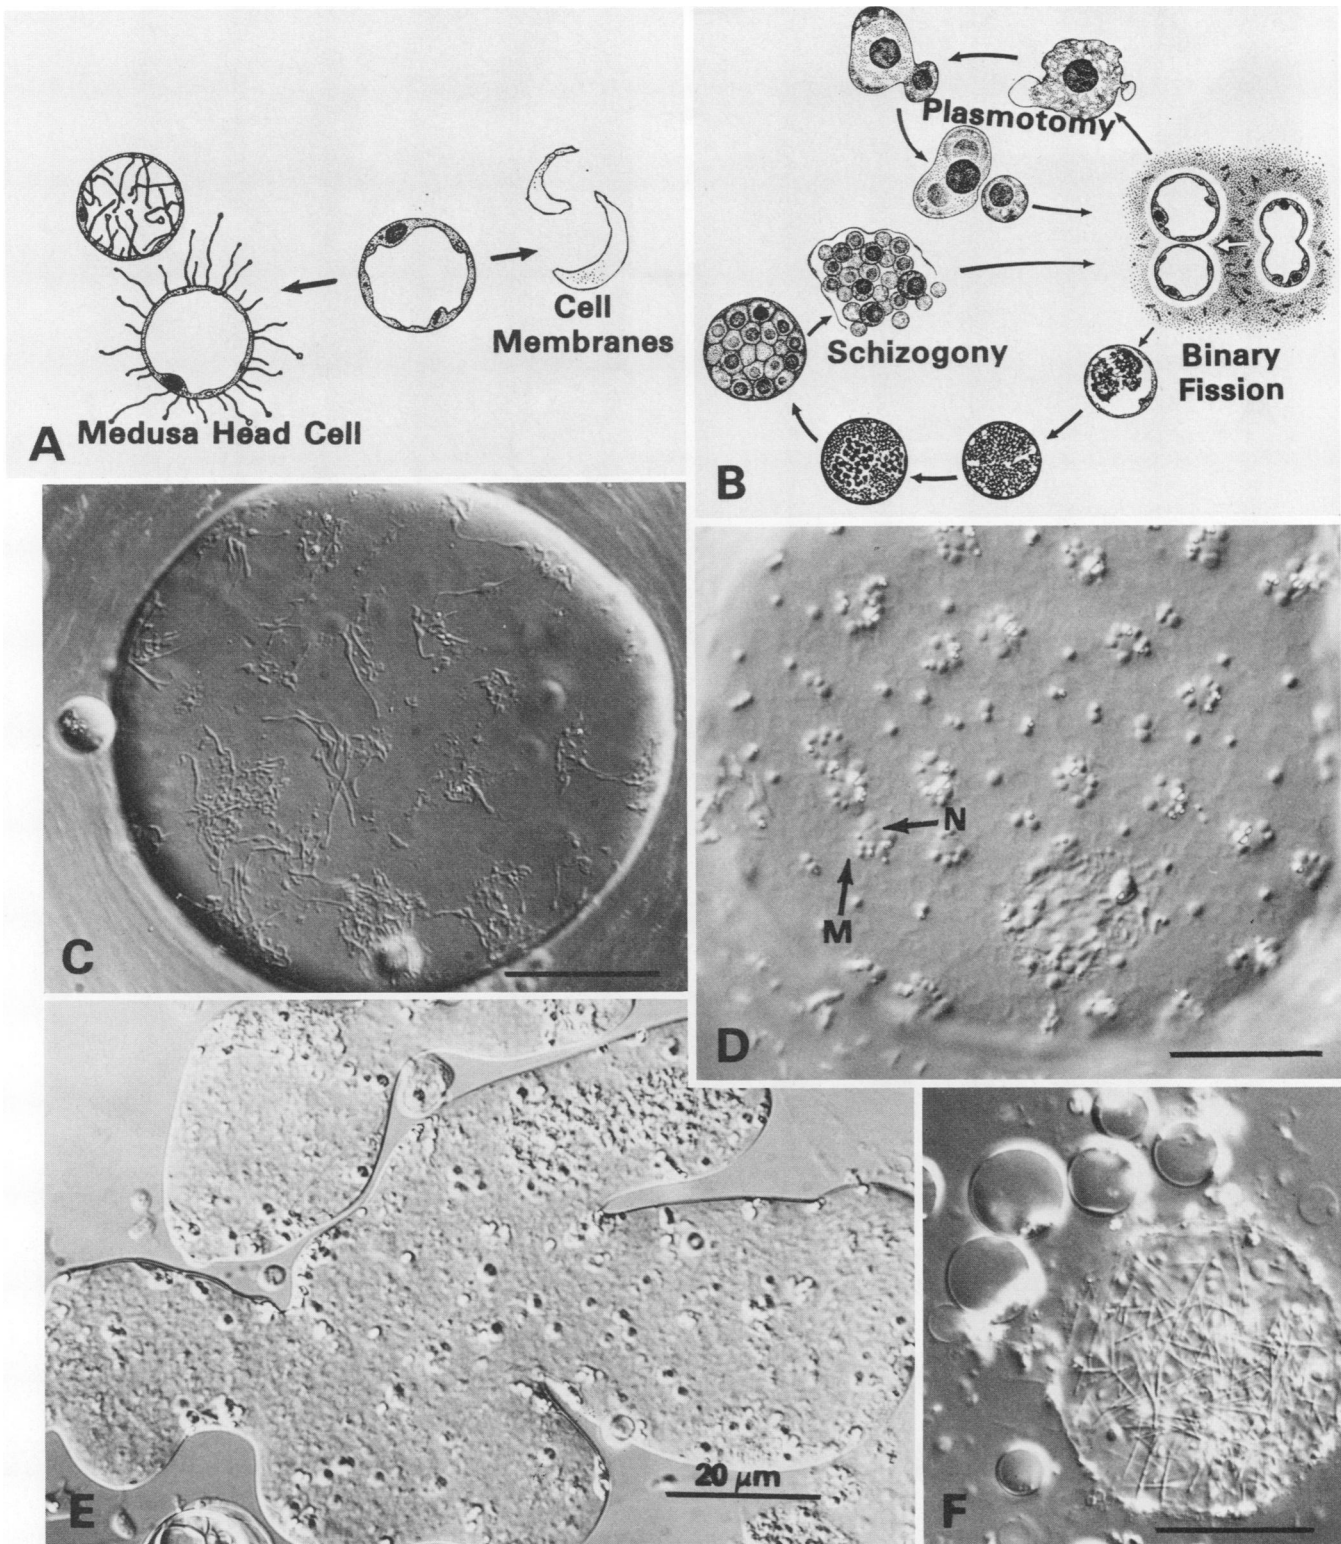 Cell
Membranes
Medusa Head Cell
A
Plasmotomy
Schizogony
Binary
Fission
B
C
N
M
D
20 μm
E
F